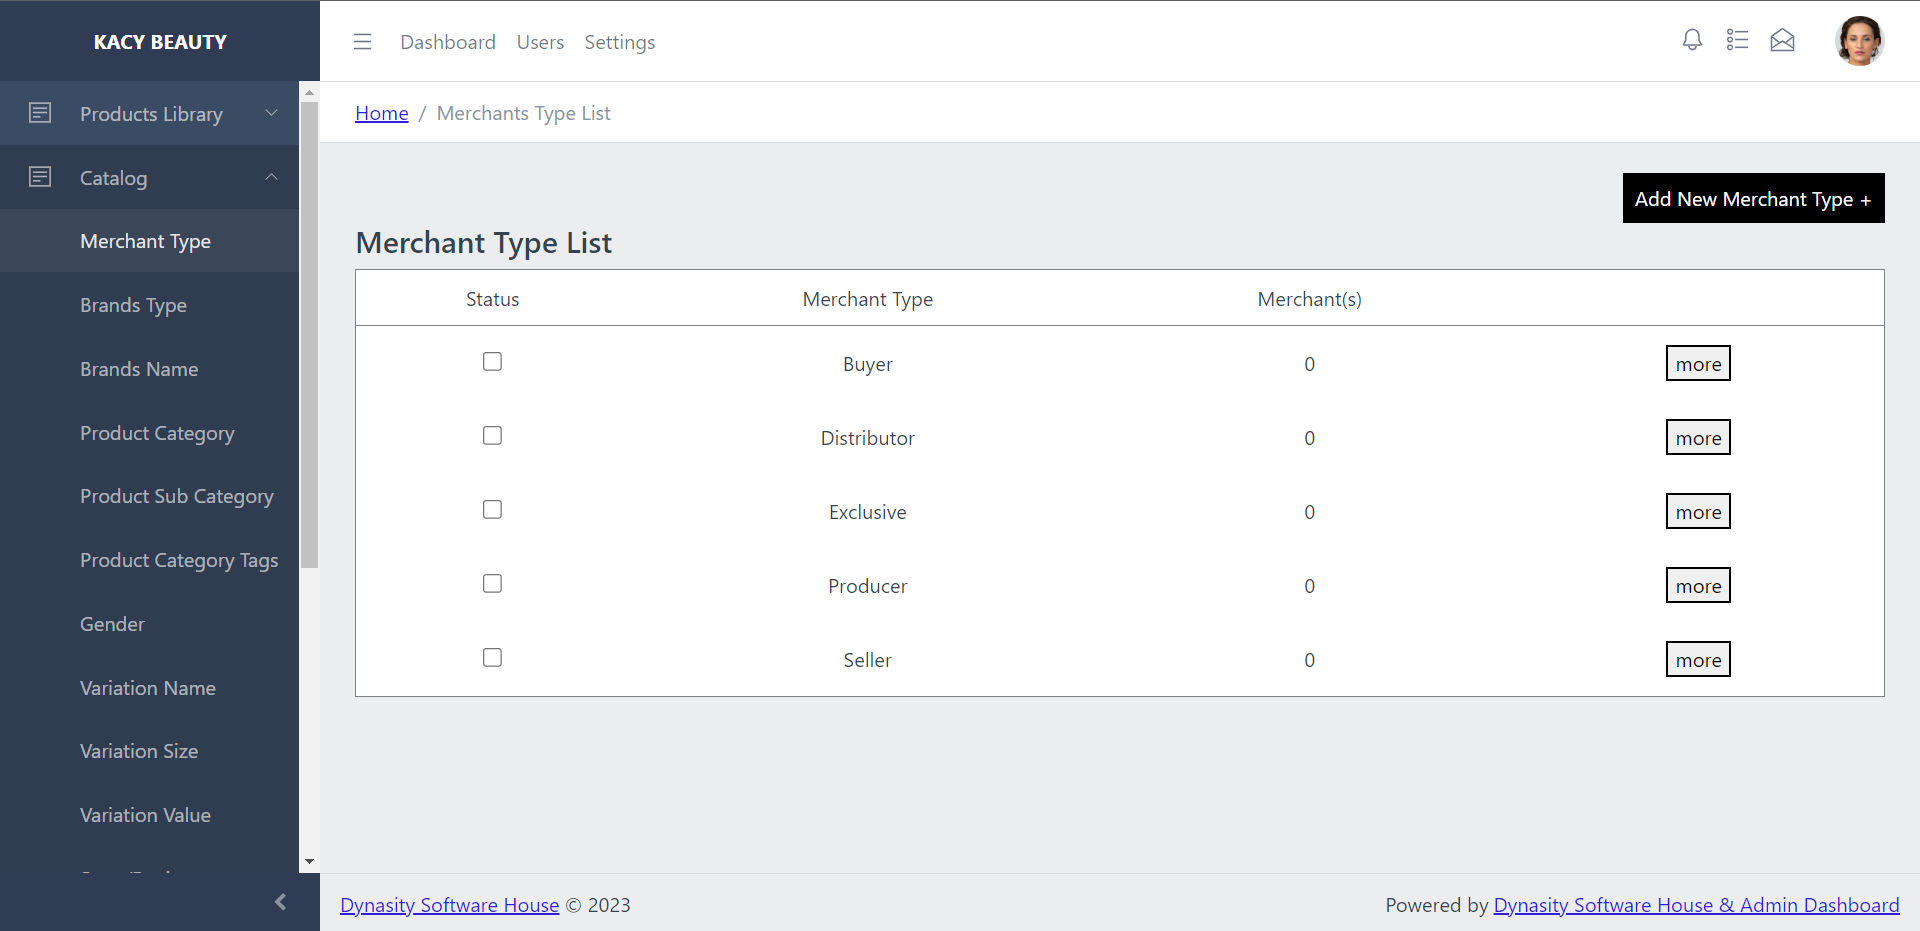 KACY BEAUTY
Dashboard Users Settings
Products Library
Catalog
Merchant Type
Brands Type
Brands Name
Product Category
Product Sub Category
Product Category Tags
Gender
Variation Name
Variation Size
Variation Value
Home / Merchants Type List
Add New Merchant Type +
Merchant Type List
Status Merchant Type Merchant(s)
Buyer 0 more
Distributor 0 more
Exclusive 0 more
Producer 0 more
Seller 0 more
Dynasity Software House © 2023
Powered by Dynasity Software House & Admin Dashboard